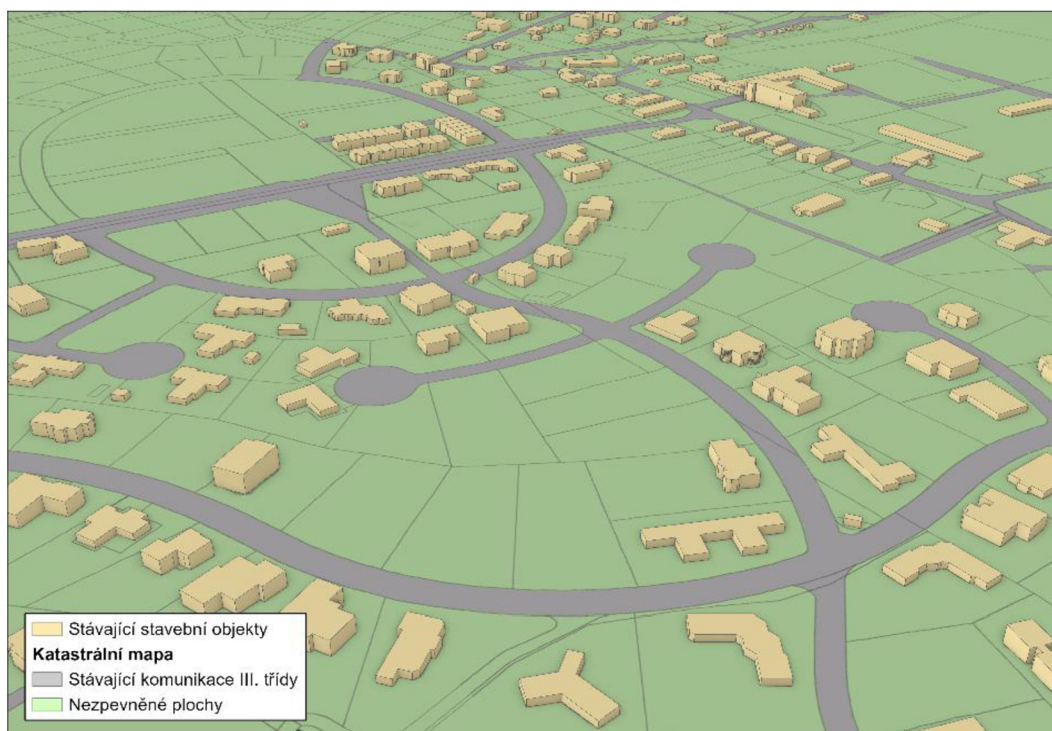 Stávající stavební objekty
Katastrální mapa
Stávající komunikace III. třídy
Nezpevněné plochy